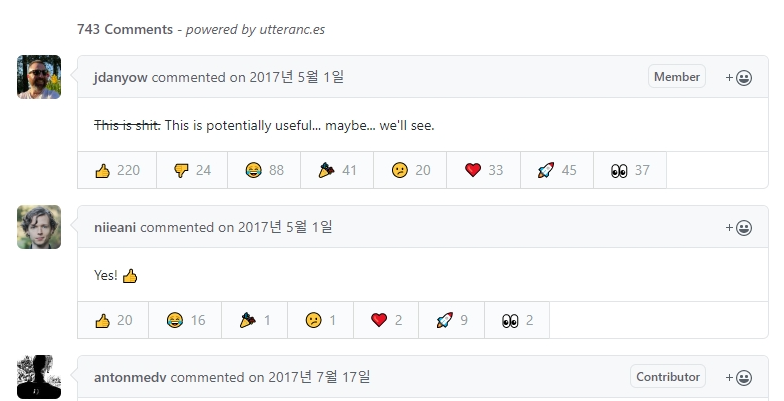 743 Comments - powered by utteranc.es
jdanyow commented on 2017년 5월 1일 Member +
This is shit. This is potentially useful... maybe... we'll see.
👍 220 👎 24 😂 88 🎉 41 😕 20 ❤️ 33 🚀 45 👀 37
niieani commented on 2017년 5월 1일 +
Yes! 👍
👍 20 😂 16 🎉 1 😕 1 ❤️ 2 🚀 9 👀 2
antonmedv commented on 2017년 7월 17일 Contributor +